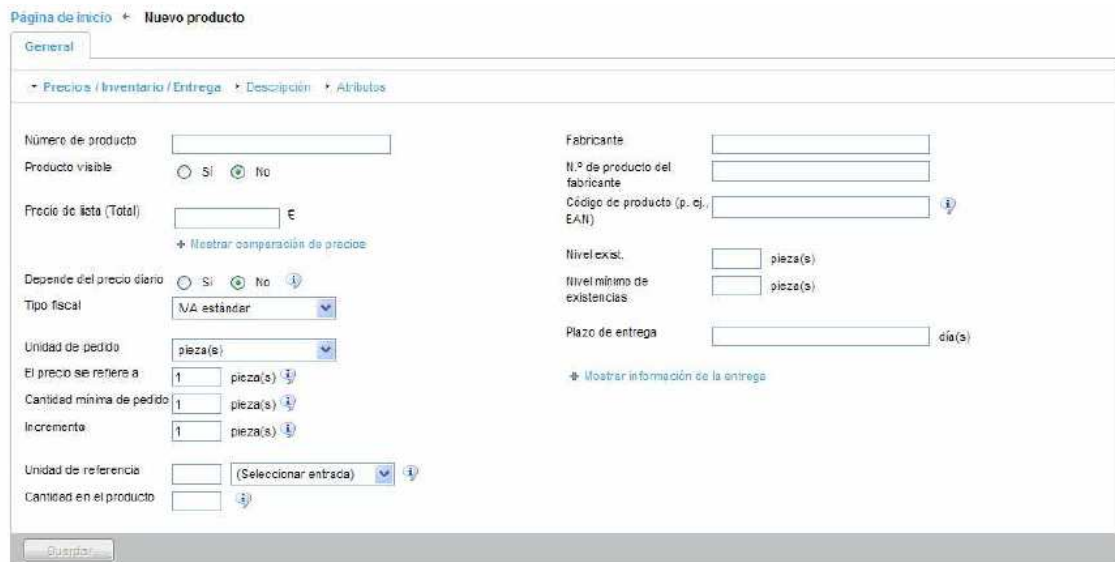 Página de inicio Nuevo producto
General
Precios / Inventario / Entrega Descripción Atributos
Número de producto
Producto visible Sí No
Precio de lista (Total) €
Mostrar comparación de precios
Depende del precio diario Sí No
Tipo fiscal IVA estándar
Unidad de pedido pieza(s)
El precio se refiere a 1 pieza(s)
Cantidad mínima de pedido 1 pieza(s)
Incremento 1 pieza(s)
Unidad de referencia (Seleccionar entrada)
Cantidad en el producto
Fabricante
N.º de producto del
fabricante
Código de producto (p. ej.,
EAN)
Nivel exist. pieza(s)
Nivel mínimo de
existencias pieza(s)
Plazo de entrega día(s)
Mostrar información de la entrega
Guardar